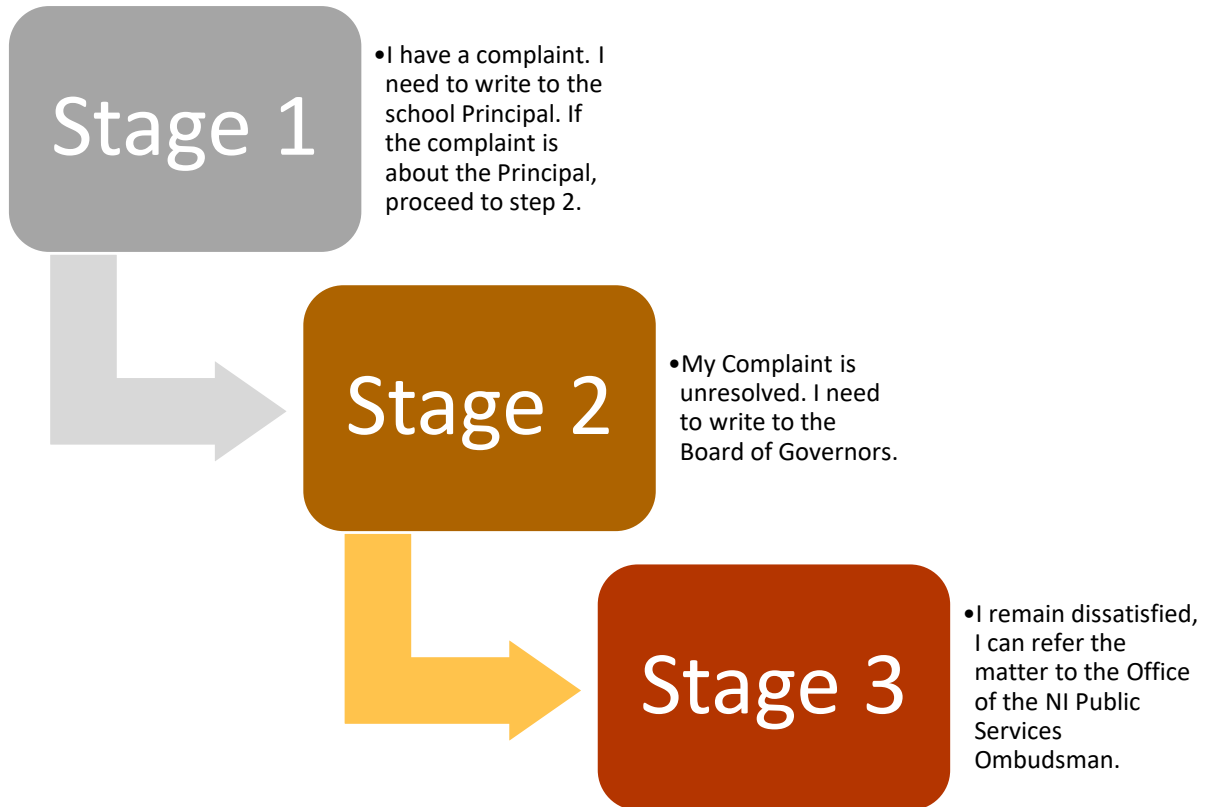 Stage 1
•I have a complaint. I
need to write to the
school Principal. If
the complaint is
about the Principal,
proceed to step 2.
Stage 2
•My Complaint is
unresolved. I need
to write to the
Board of Governors.
Stage 3
•I remain dissatisfied,
I can refer the
matter to the Office
of the NI Public
Services
Ombudsman.